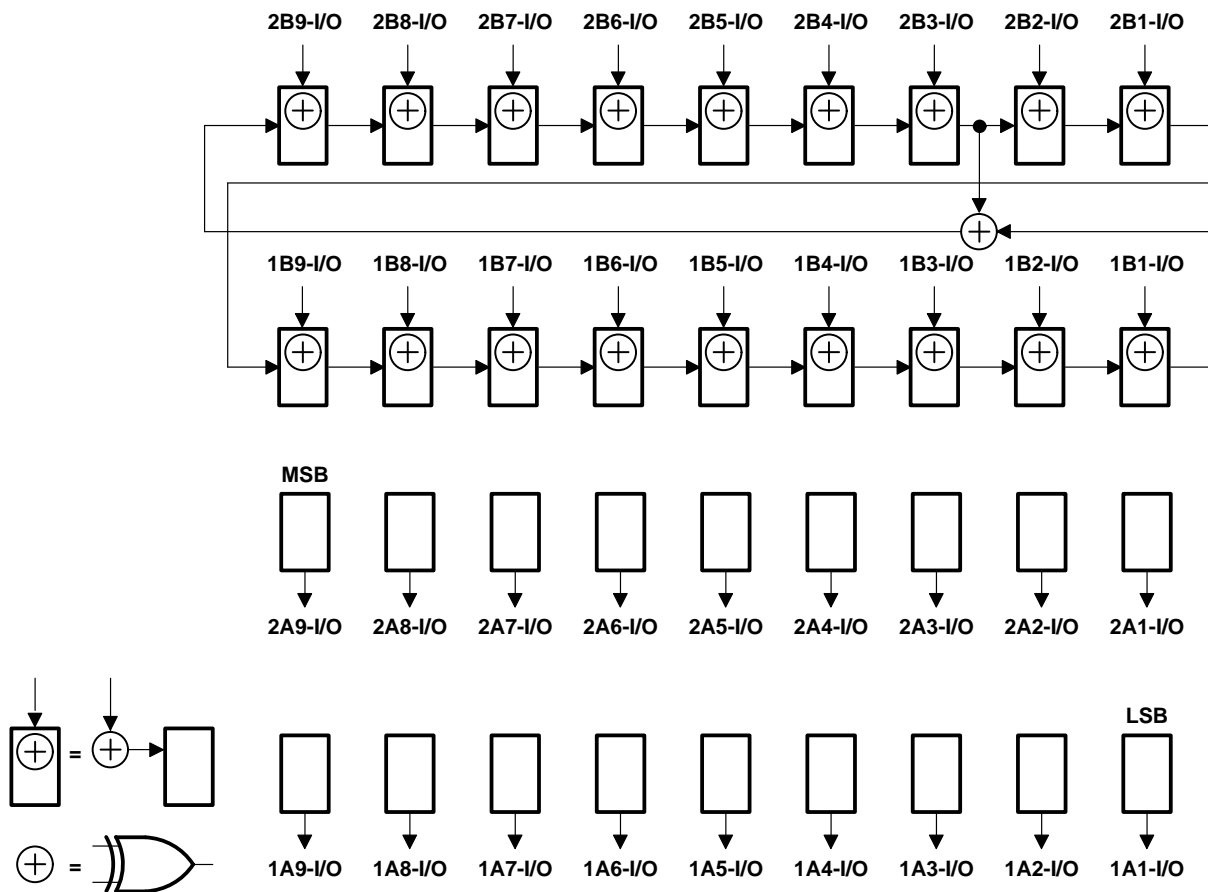 2B9-I/O 2B8-I/O 2B7-I/O 2B6-I/O 2B5-I/O 2B4-I/O 2B3-I/O 2B2-I/O 2B1-I/O
1B9-I/O 1B8-I/O 1B7-I/O 1B6-I/O 1B5-I/O 1B4-I/O 1B3-I/O 1B2-I/O 1B1-I/O
MSB
2A9-I/O 2A8-I/O 2A7-I/O 2A6-I/O 2A5-I/O 2A4-I/O 2A3-I/O 2A2-I/O 2A1-I/O
LSB
=
=
1A9-I/O 1A8-I/O 1A7-I/O 1A6-I/O 1A5-I/O 1A4-I/O 1A3-I/O 1A2-I/O 1A1-I/O